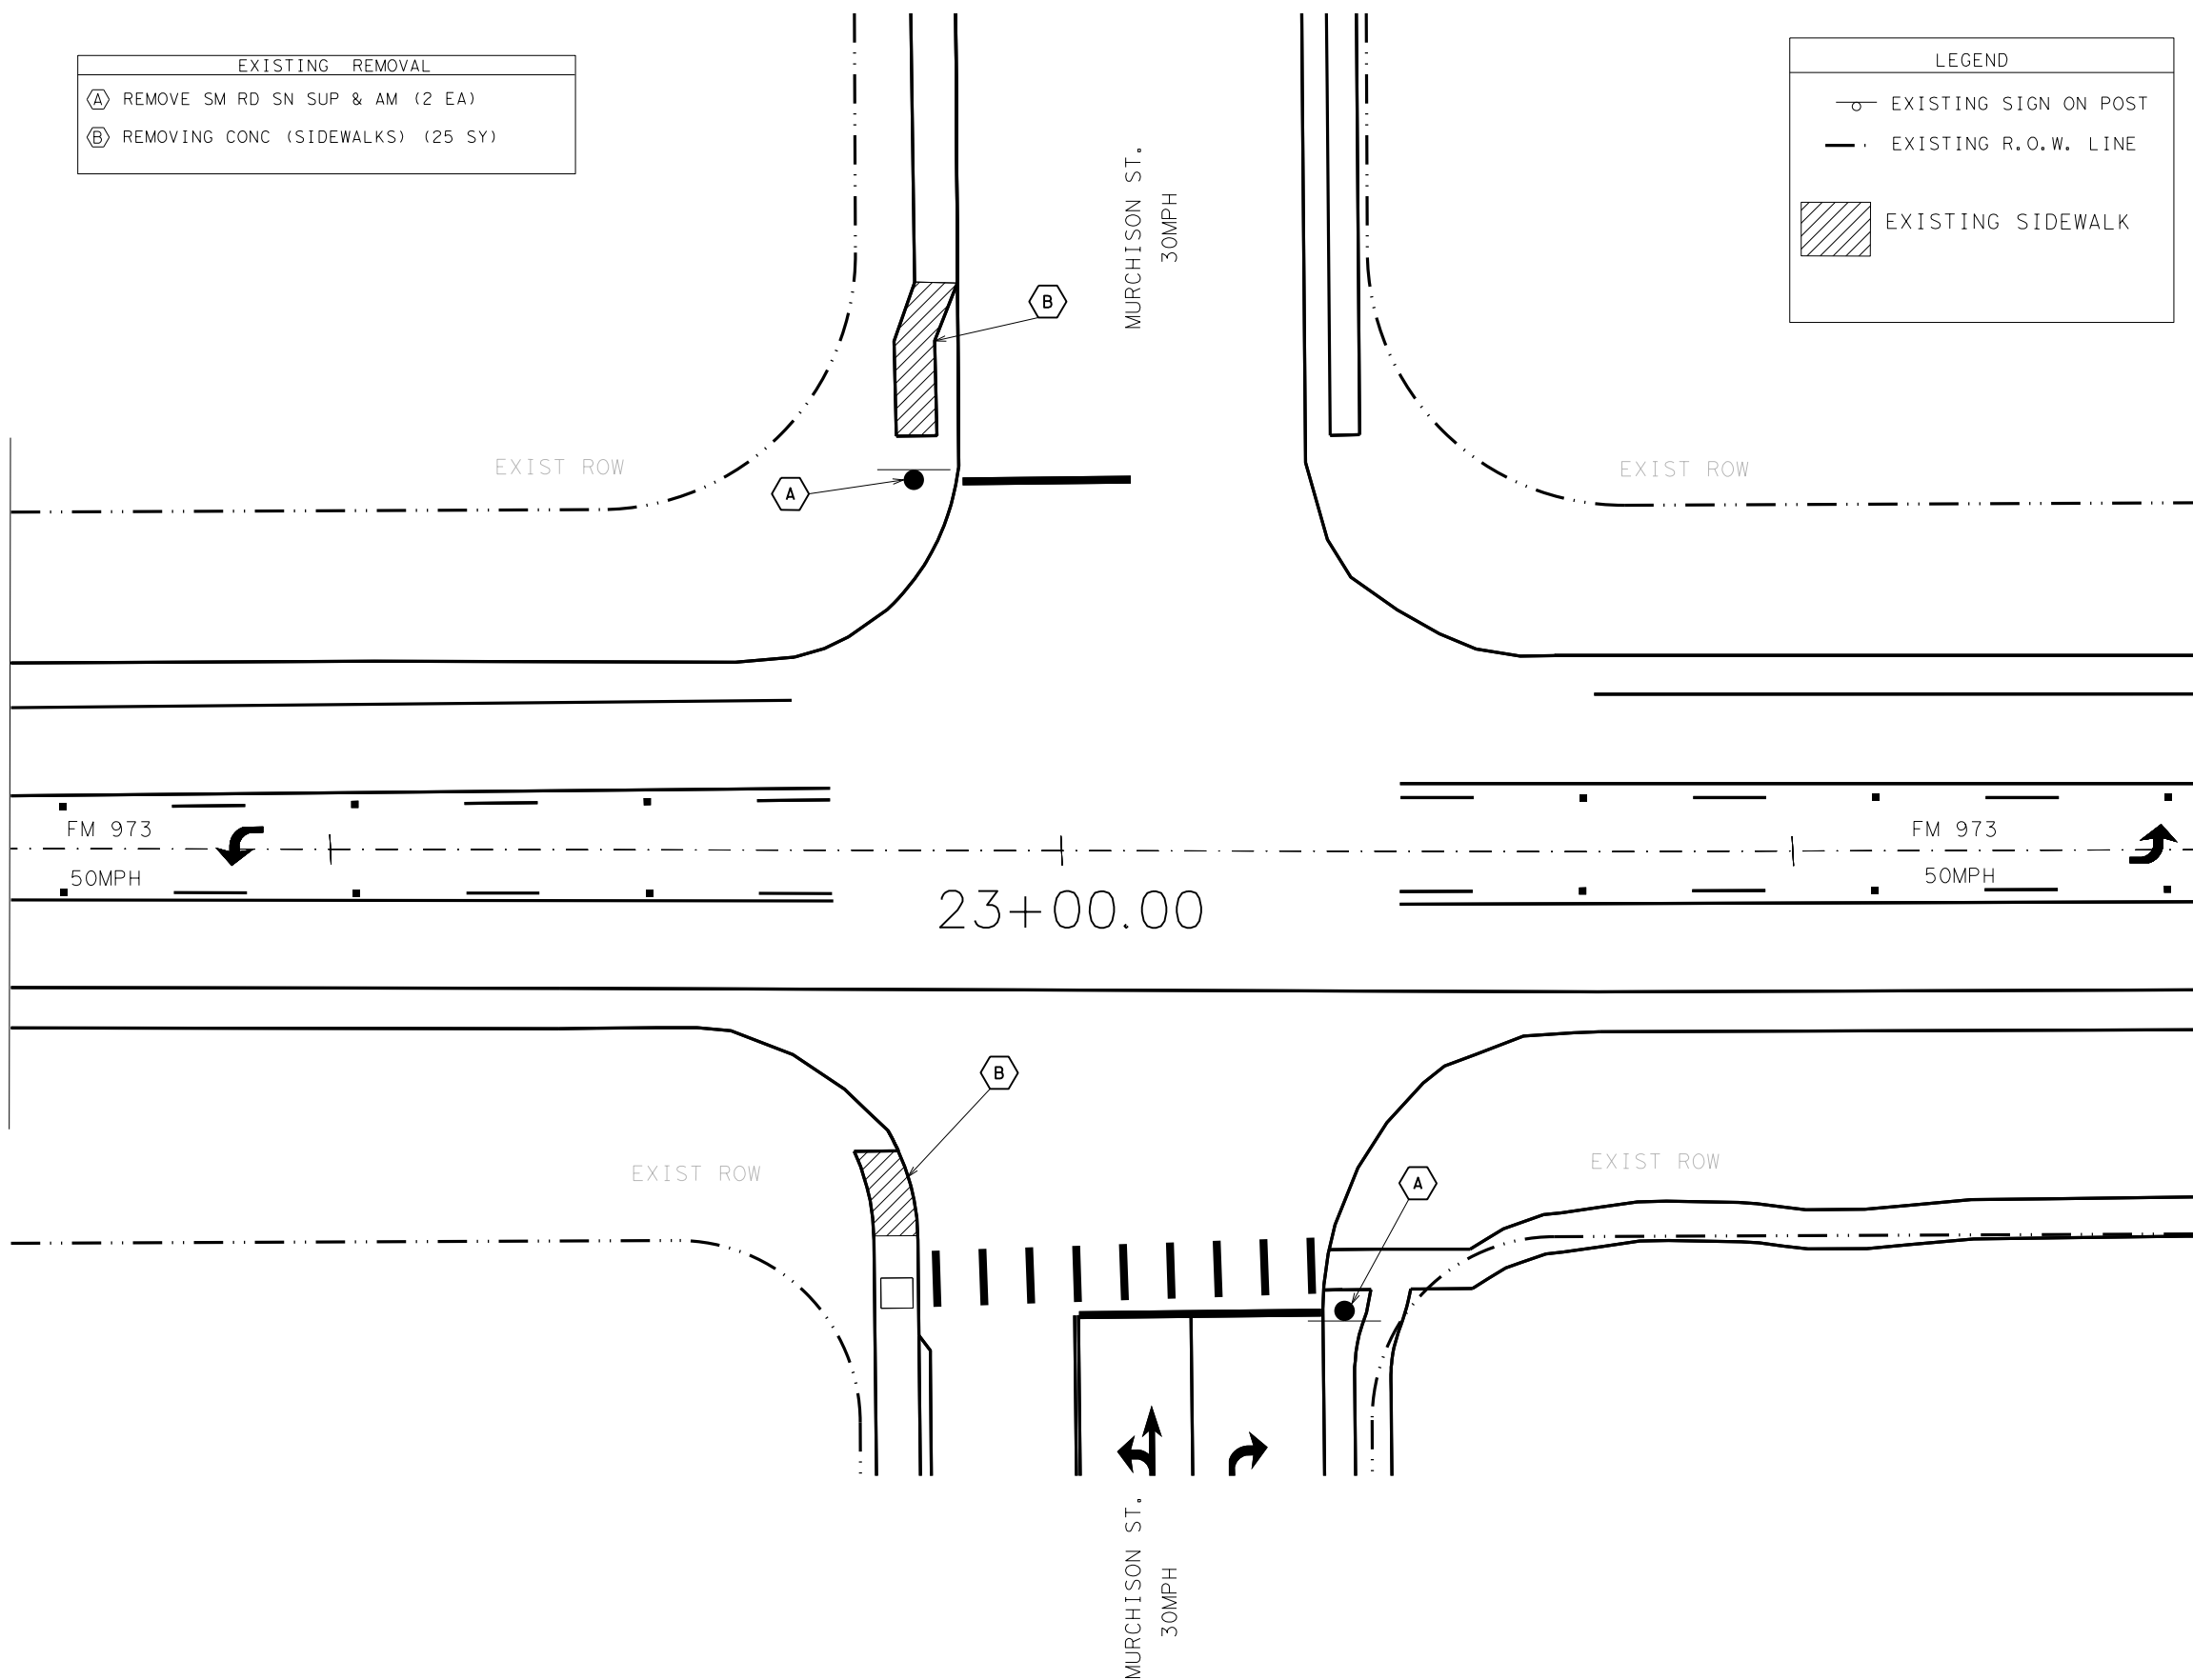 EXISTING REMOVAL
A REMOVE SM RD SN SUP & AM (2 EA)
B REMOVING CONC (SIDEWALKS) (25 SY)
LEGEND
EXISTING SIGN ON POST
EXISTING R.O.W. LINE
EXISTING SIDEWALK
MURCHISON ST.
30MPH
B
A
EXIST ROW
EXIST ROW
FM 973
50MPH
FM 973
50MPH
23+00.00
B
A
EXIST ROW
EXIST ROW
MURCHISON ST.
30MPH